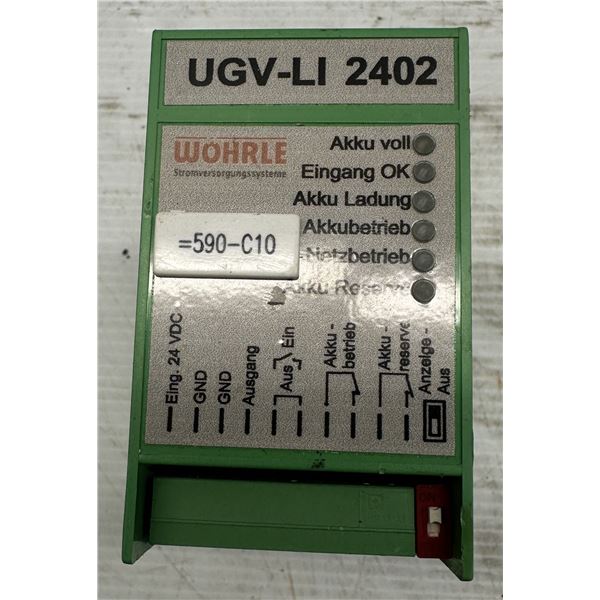 UGV-LI 2402
WÖHRLE
Stromversorgungssysteme
Akku voll
Eingang OK
Akku Ladung
Akkubetrieb
Netzbetrieb
Akku Reserve
=590-C10
Eing. 24 VDC
GND
GND
Ausgang
Aus Ein
Akku -
betrieb
Akku -
reserve
Anzeige -
Aus
ON